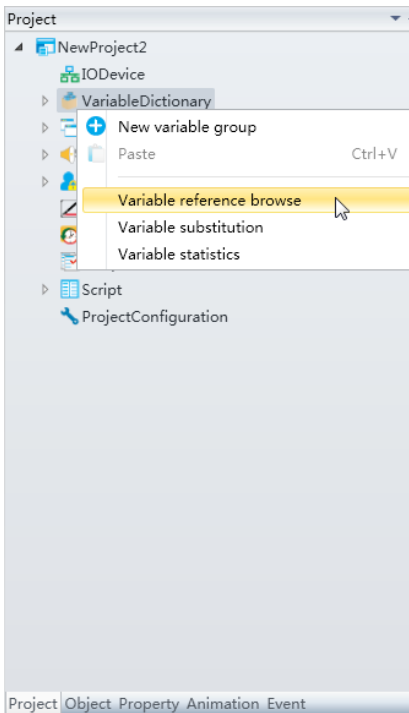 Project
NewProject2
IODevice
VariableDictionary
New variable group
Paste Ctrl+V
Variable reference browse
Variable substitution
Variable statistics
Script
ProjectConfiguration
Project Object Property Animation Event